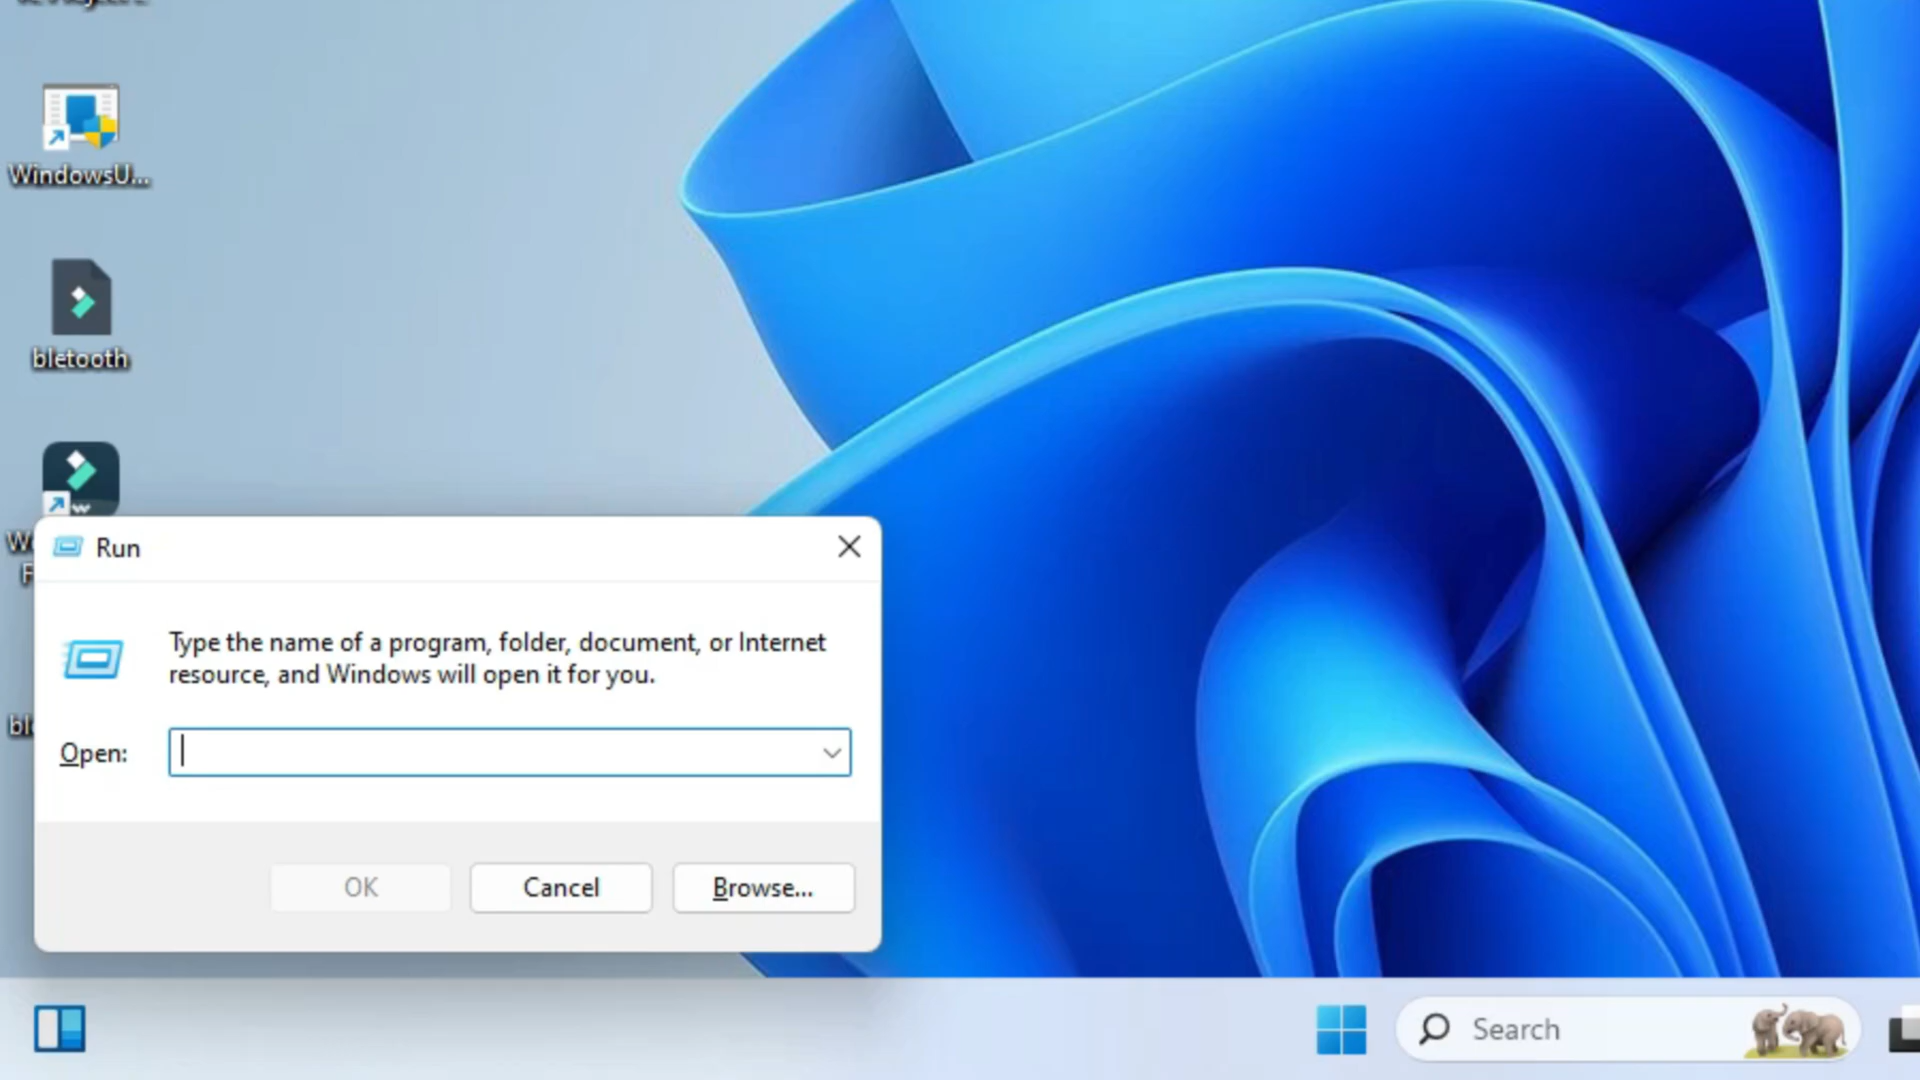 WindowsU...
bletooth
Run
Type the name of a program, folder, document, or Internet
resource, and Windows will open it for you.
Open:
OK
Cancel
Browse...
Search